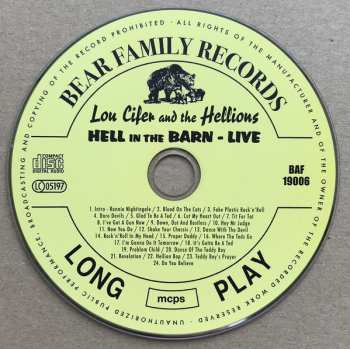 UNAUTHORIZED PUBLIC PERFORMANCE, BROADCASTING AND COPYING OF THE RECORD PROHIBITED - ALL RIGHTS OF THE MANUFACTURER AND OF THE OWNER OF THE RECORDED WORK RESERVED -
BEAR FAMILY RECORDS
Lou Cifer and the Hellions
HELL IN THE BARN - LIVE
COMPACT
disc
DIGITAL AUDIO
LC 05197
BAF
19006
1. Intro - Ronnie Nightingale / 2. Blood On The Cats / 3. Fake Plastic Rock'n'Roll
4. Dare Devils / 5. Glad To Be A Ted / 6. Cut My Heart Out / 7. Tit For Tat
8. I've Got A Gun Now / 9. Down, Out And Restless / 10. Hey Mr Judge
11. Now You Do / 12. Shake Your Chassis / 13. Dance With The Devil
14. Rock'n'Roll In My Head / 15. Proper Daddy / 16. Where The Teds Go
17. I'm Gonna Do It Tomorrow / 18. It's Gotta Be A Ted
19. Problem Child / 20. Dance Of The Teddy Boy
21. Revelation / 22. Hellion Bop / 23. Teddy Boy's Prayer
24. Do You Believe
LONG PLAY
mcps